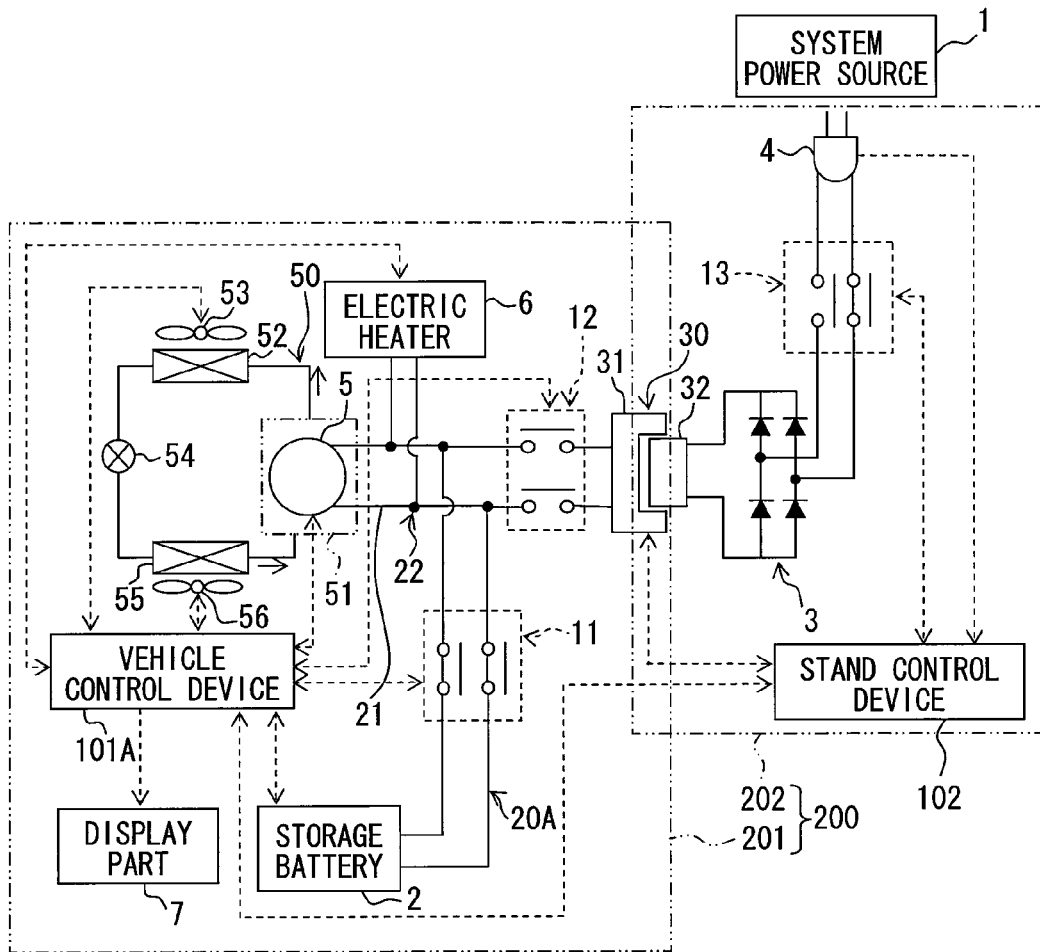 1
SYSTEM
POWER SOURCE
4
13
50
53
ELECTRIC
HEATER
6
12
52
30
31
32
5
54
22
51
3
55
56
11
VEHICLE
CONTROL DEVICE
21
STAND CONTROL
DEVICE
101A
20A
202
102
201
200
DISPLAY
PART
STORAGE
BATTERY
7
2